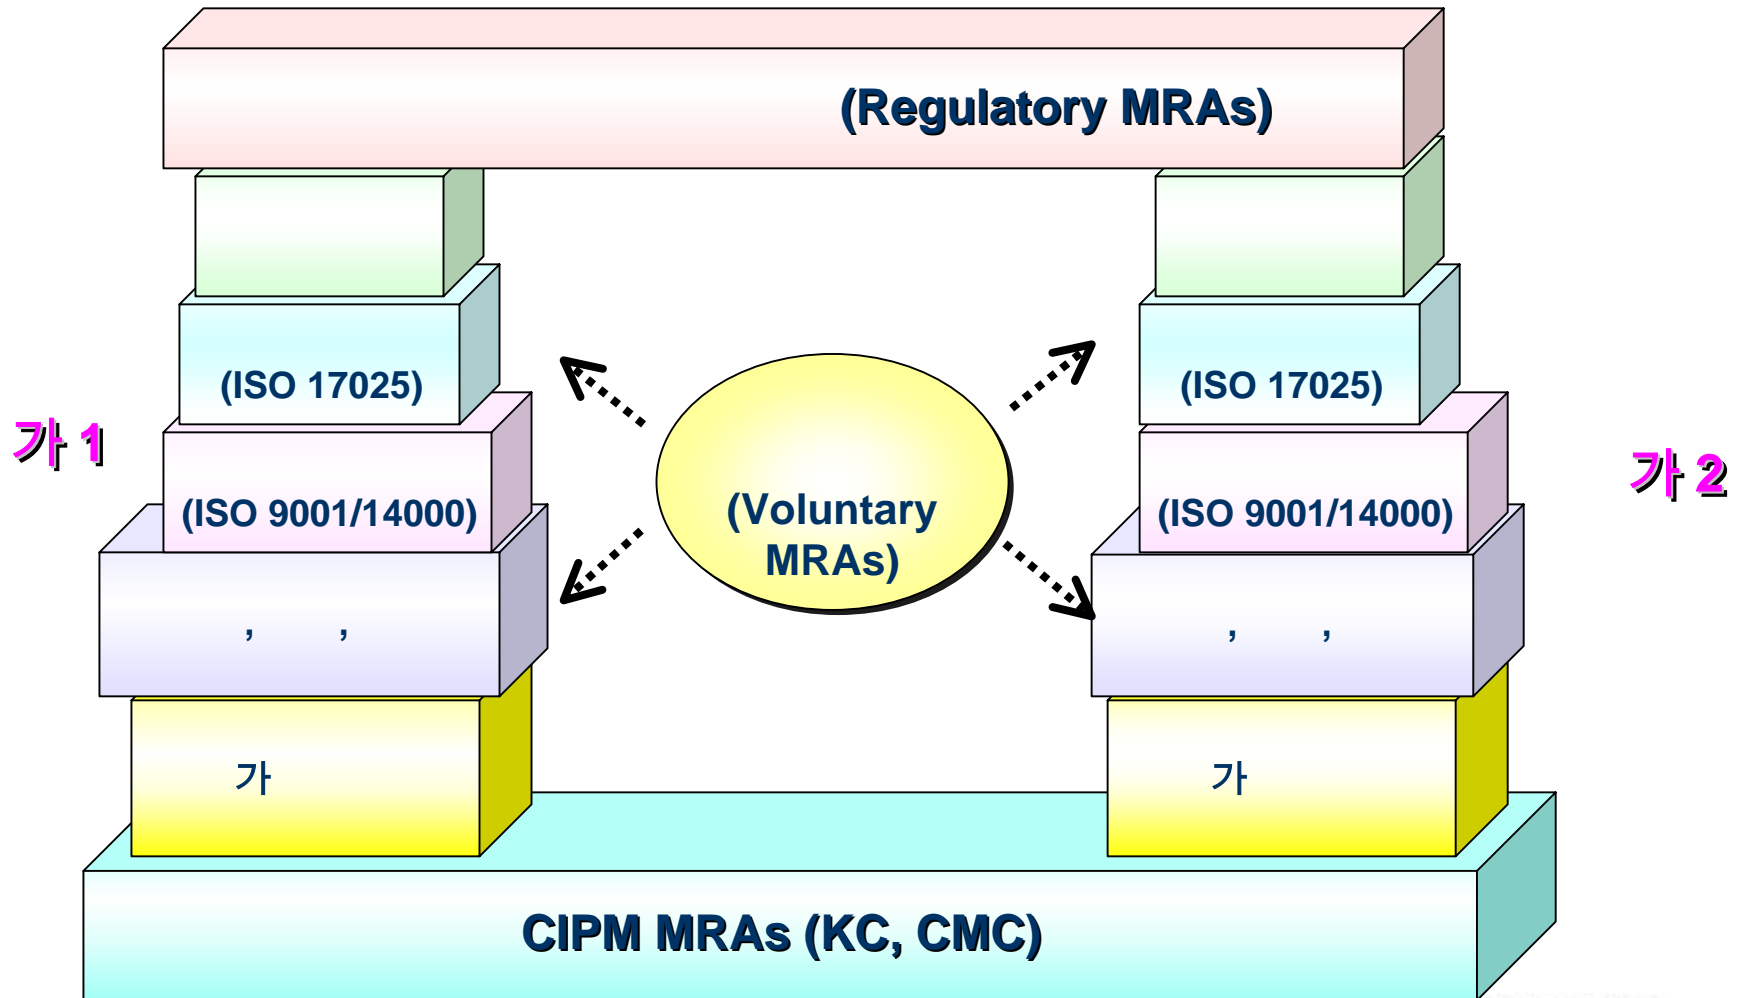 (Regulatory MRAs)
(ISO 17025)
(ISO 17025)
가 1
(ISO 9001/14000)
(Voluntary
MRAs)
(ISO 9001/14000)
가 2
, ,
, ,
가
가
CIPM MRAs (KC, CMC)